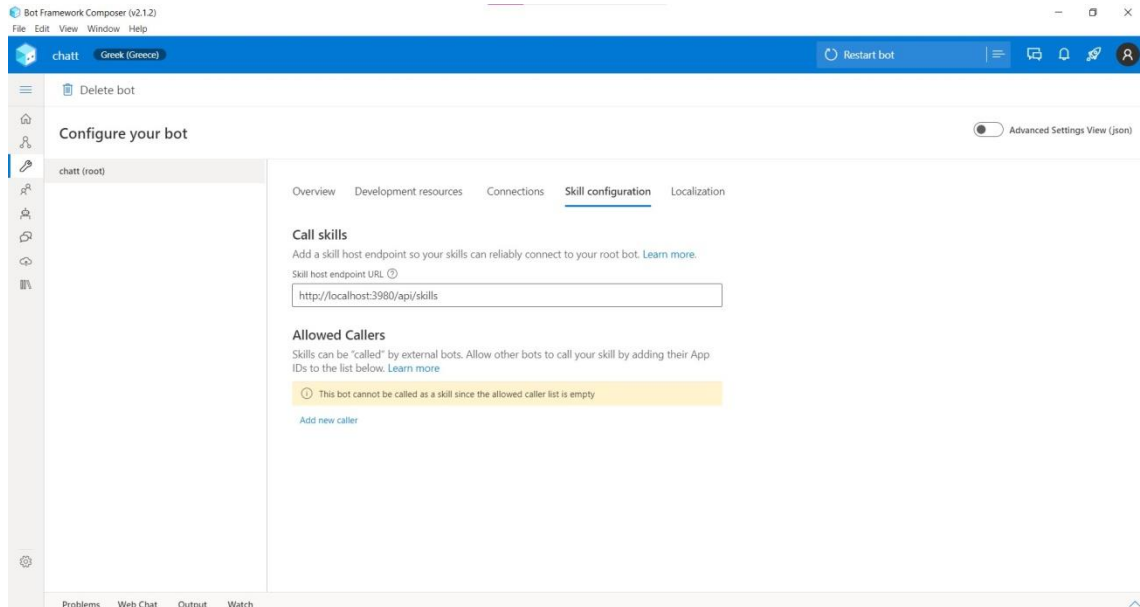 Bot Framework Composer (v2.1.2)
File Edit View Window Help
chatt Greek (Greece) Restart bot
Delete bot
Configure your bot
Advanced Settings View (json)
chatt (root)
Overview Development resources Connections Skill configuration Localization
Call skills
Add a skill host endpoint so your skills can reliably connect to your root bot. Learn more.
Skill host endpoint URL
http://localhost:3980/api/skills
Allowed Callers
Skills can be "called" by external bots. Allow other bots to call your skill by adding their App
IDs to the list below. Learn more
This bot cannot be called as a skill since the allowed caller list is empty
Add new caller
Problems Web Chat Output Watch